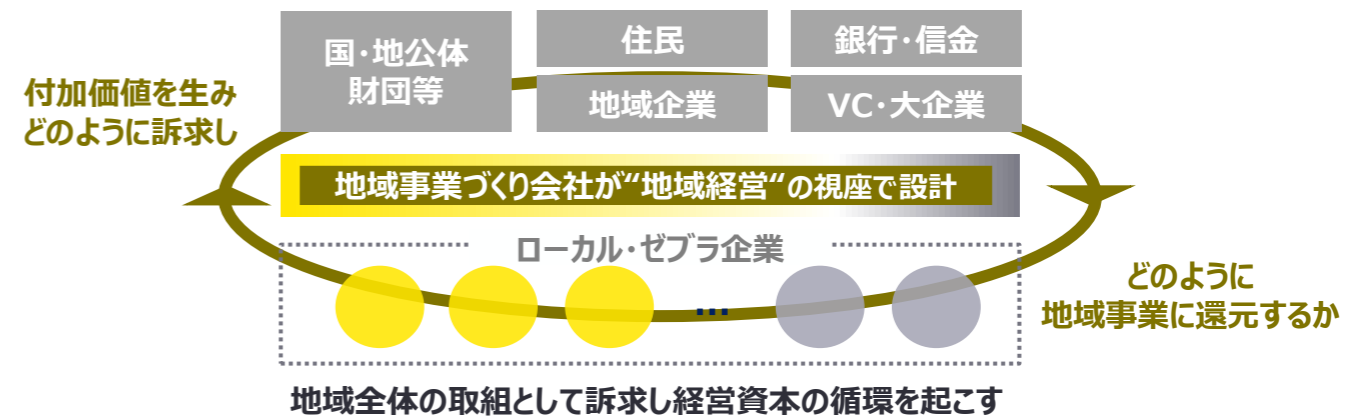 国・地公体
財団等
住民
地域企業
銀行・信金
VC・大企業
付加価値を生み
どのように訴求し
地域事業づくり会社が“地域経営“の視座で設計
ローカル・ゼブラ企業
…
どのように
地域事業に還元するか
地域全体の取組として訴求し経営資本の循環を起こす